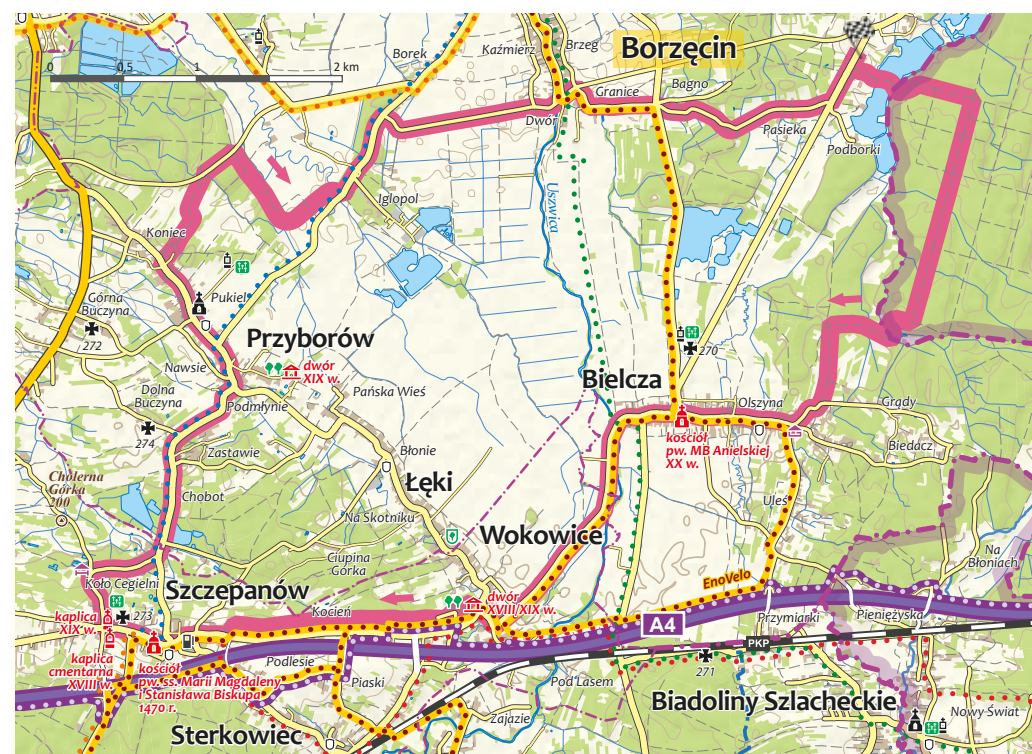 Borek
Kaźmierz
Brzeg
Borzęcin
0 0,5 1 2 km
Granice
Bagno
Dwór
Pasieka
Podborki
Iglopol
Uszwica
Koniec
Pukiel
Górna
Buczyna
272
Przyborów
Nawsie
dwór
XIX w.
270
Pańska Wieś
Bielcza
Dolna
Buczyna
Podmłynie
Olszyna
Grądy
274
kościół
pw. MB Anielskiej
XX w.
Biedacz
Zastawie
Błonie
Cholerna
Górka
200
Łęki
Chobot
Uleś
Na Skotniku
Wokowice
Na
Błoniach
Ciupina
Górka
EnoVelo
Koło Cegielni
Szczepanów
dwór
XVIII/XIX w.
273
kaplica
XIX w.
Kocień
A4
Przymiarki
Pieniężyska
PKP
kaplica
cmentarna
XVIII w.
kościół
pw. ss. Marii Magdaleny
i Stanisława Biskupa
1470 r.
Podlesie
Piaski
Pod Lasem
271
Biadoliny Szlacheckie
Zajazie
Nowy Świat
Sterkowiec